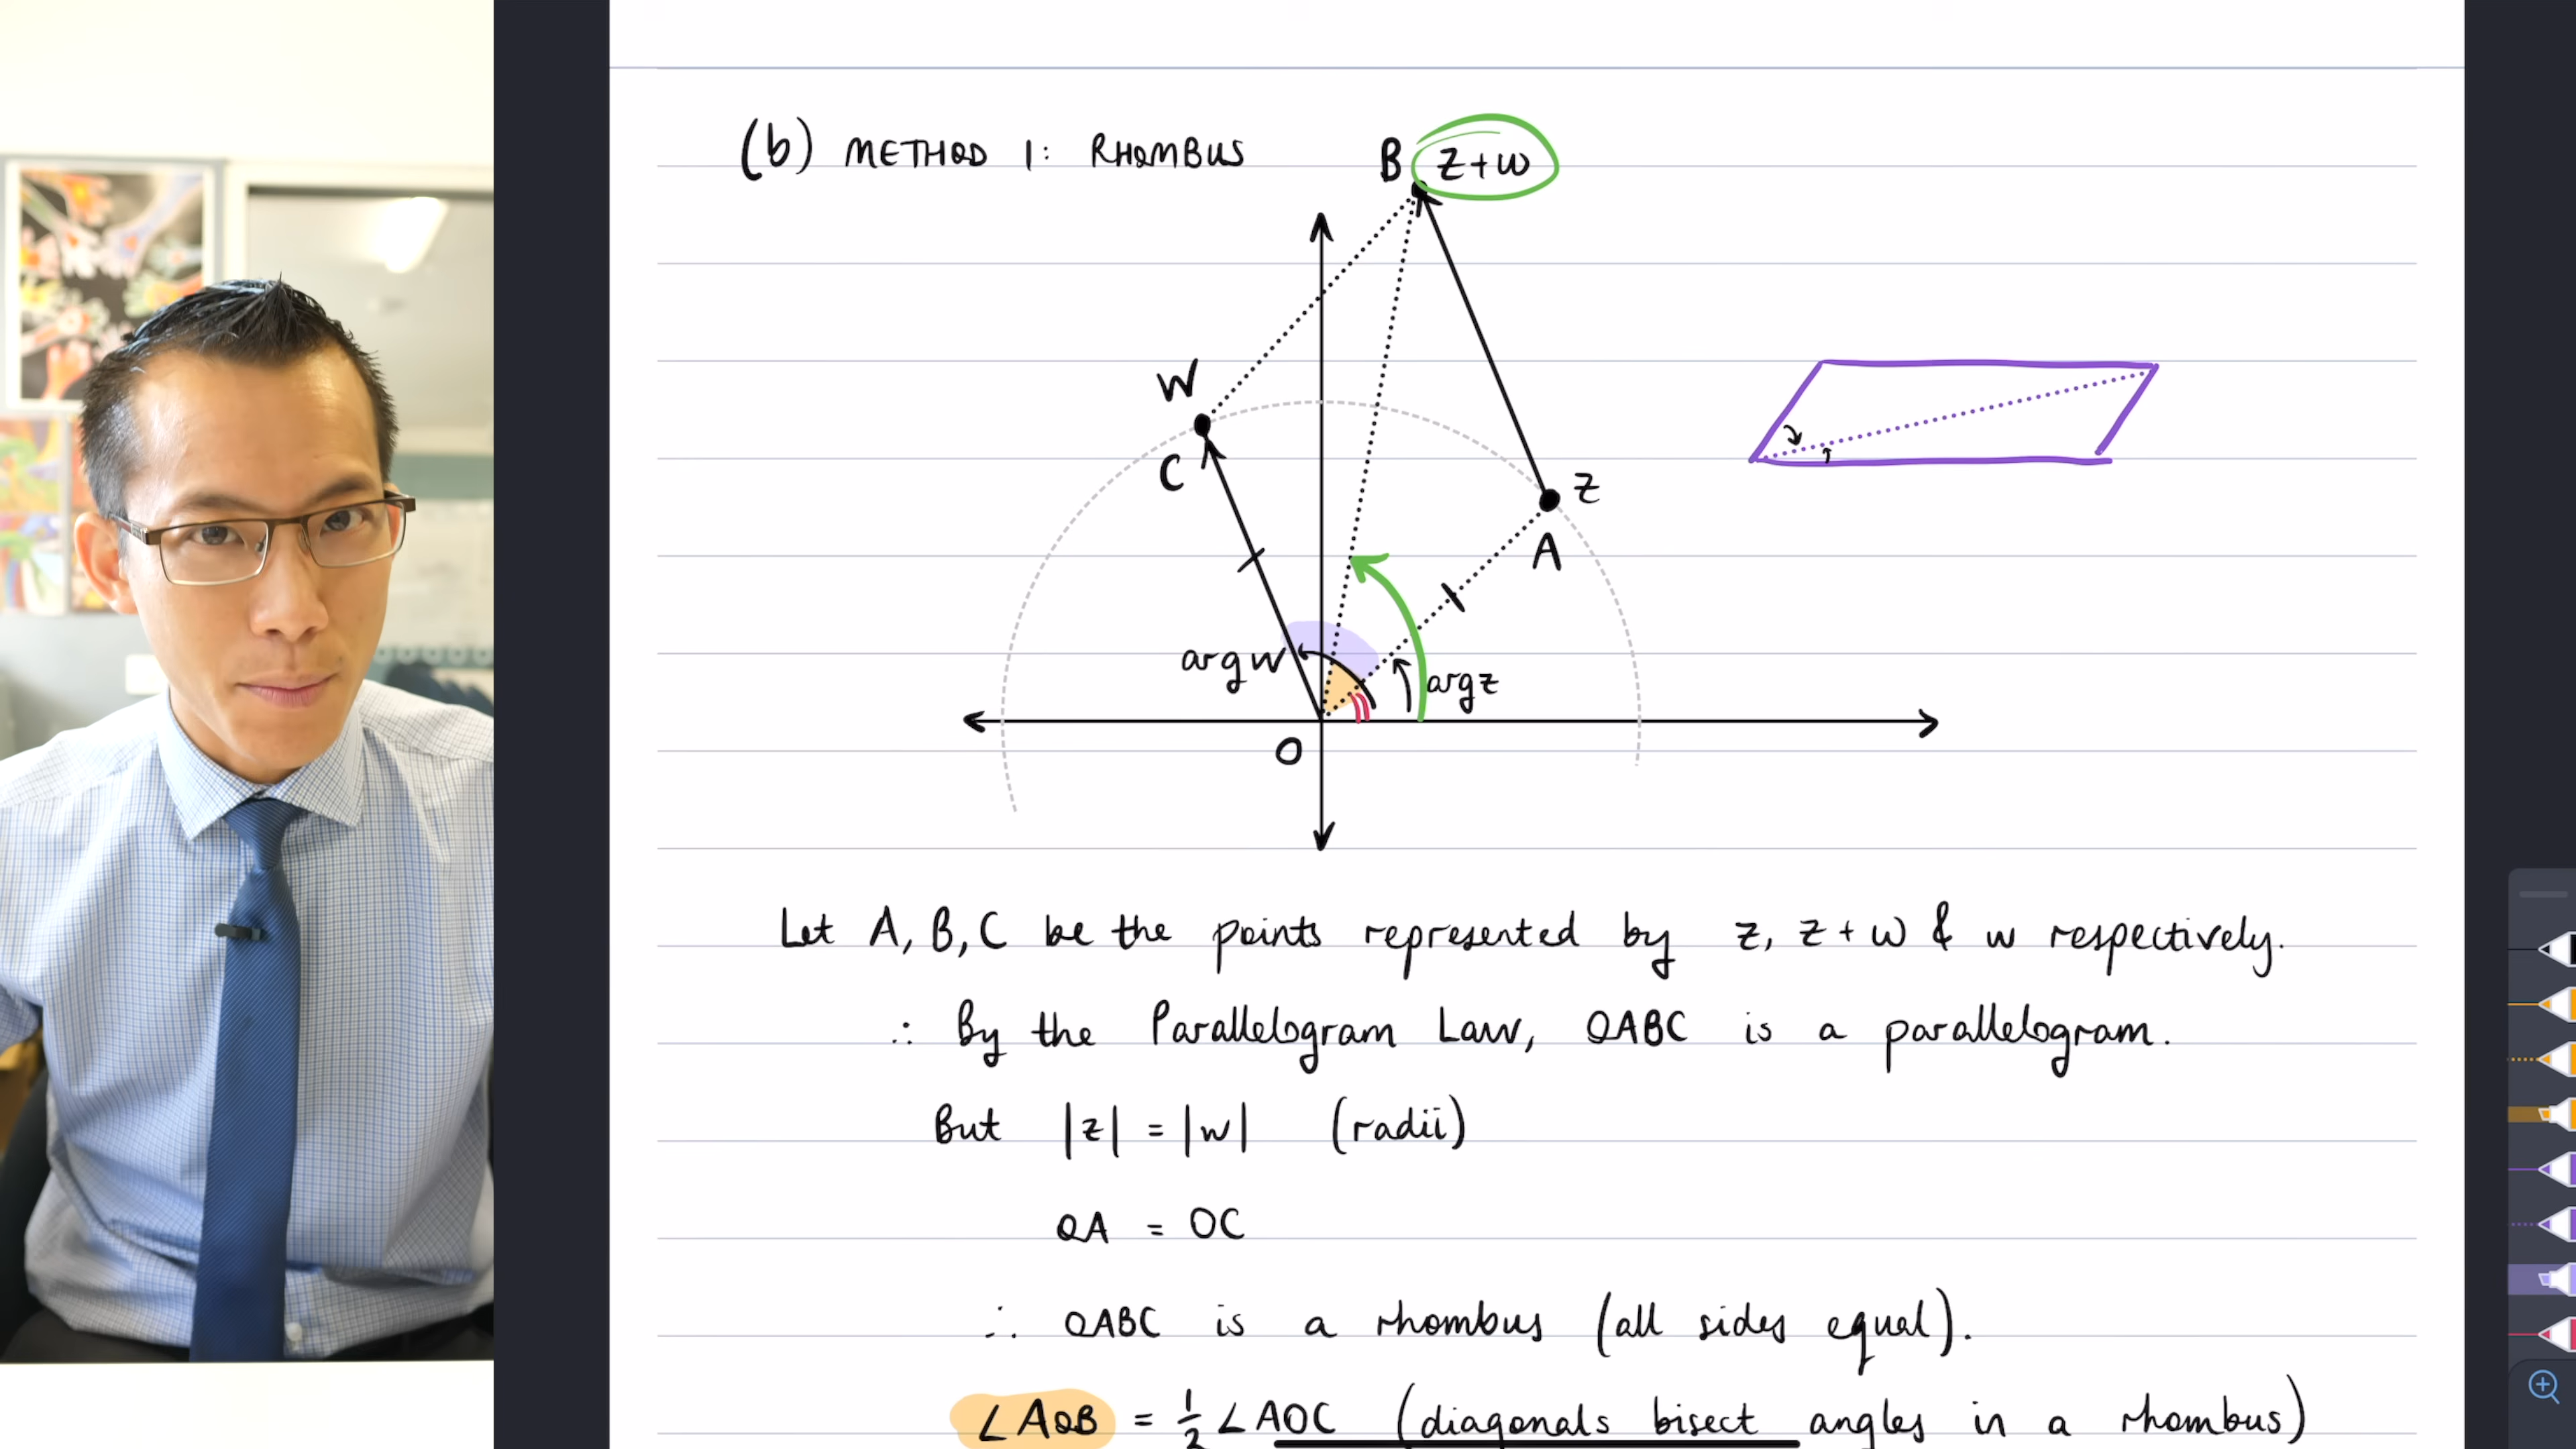 (b) METHOD 1: RHOMBUS
B z+w
W
C
z
A
arg w
arg z
O
Let A, B, C be the points represented by z, z + w & w respectively.
∴ By the Parallelogram Law, OABC is a parallelogram.
But |z| = |w| (radii)
OA = OC
∴ OABC is a rhombus (all sides equal).
∠AOB = 1/2 ∠AOC (diagonals bisect angles in a rhombus)